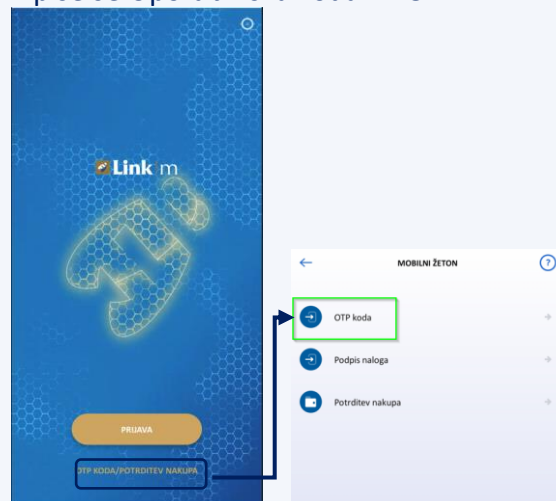 Link m
PRIJAVA
OTP KODA/POTRDITEV NAKUPA
MOBILNI ŽETON
?
OTP koda
Podpis naloga
Potrditev nakupa